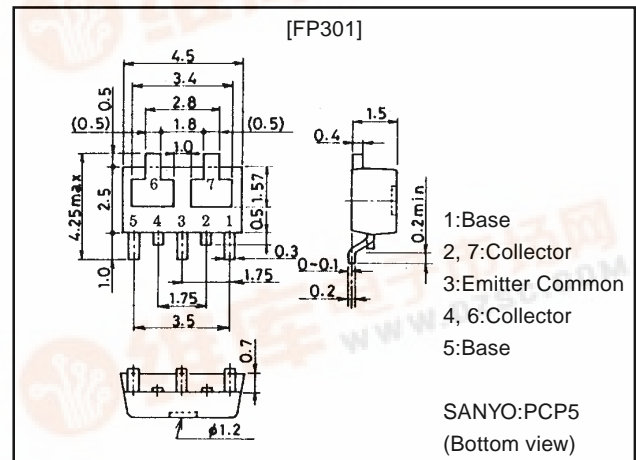 [FP301]
4.5
3.4
2.8
(0.5) 1.8 (0.5)
1.0
0.5
4.25max
2.5
1.0
6 7
5 4 3 2 1
1.57
0.5
0.3
1.75
1.75
3.5
1.5
0.4
0.2min
0~0.1
0.2
0.7
φ1.2
1:Base
2, 7:Collector
3:Emitter Common
4, 6:Collector
5:Base
SANYO:PCP5
(Bottom view)